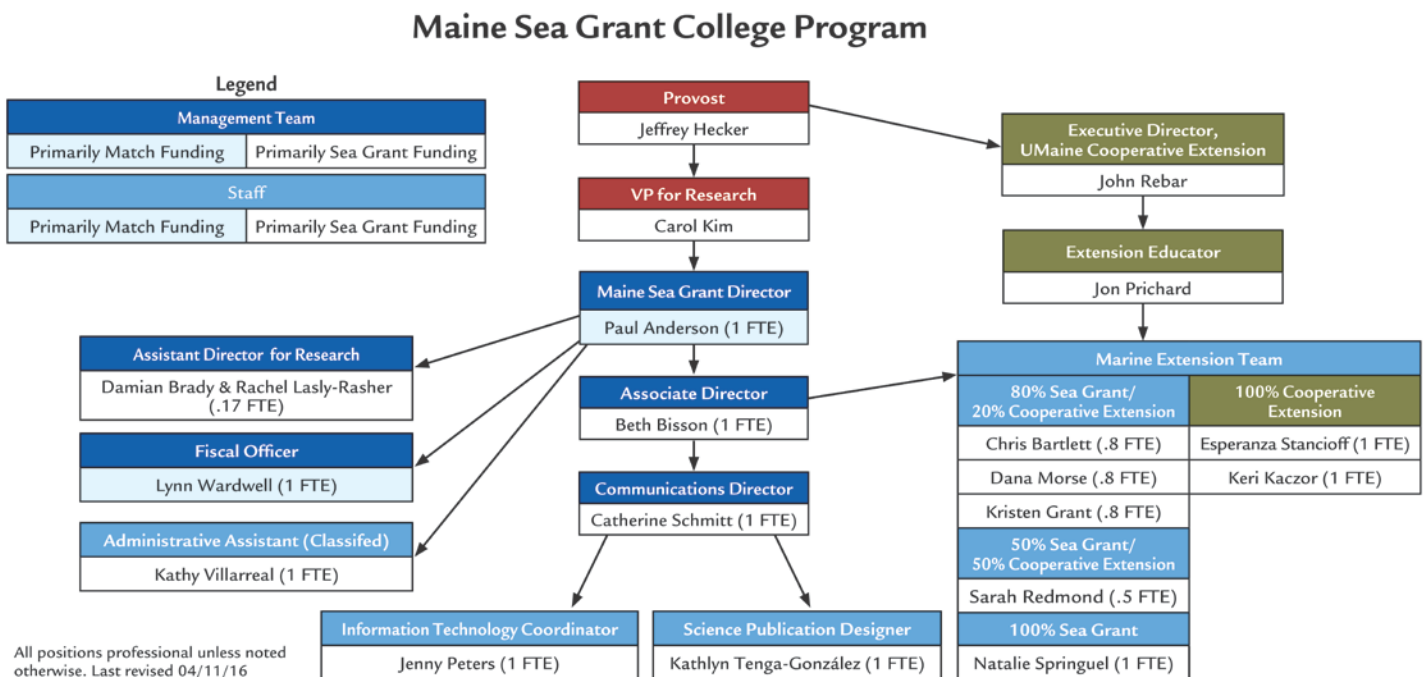 Maine Sea Grant College Program
Legend
Management Team
Primarily Match Funding
Primarily Sea Grant Funding
Staff
Primarily Match Funding
Primarily Sea Grant Funding
Provost
Jeffrey Hecker
VP for Research
Carol Kim
Maine Sea Grant Director
Paul Anderson (1 FTE)
Associate Director
Beth Bisson (1 FTE)
Communications Director
Catherine Schmitt (1 FTE)
Executive Director,
UMaine Cooperative Extension
John Rebar
Extension Educator
Jon Prichard
Assistant Director for Research
Damian Brady & Rachel Lasly-Rasher
(.17 FTE)
Fiscal Officer
Lynn Wardwell (1 FTE)
Administrative Assistant (Classifed)
Kathy Villarreal (1 FTE)
Information Technology Coordinator
Jenny Peters (1 FTE)
Science Publication Designer
Kathlyn Tenga-González (1 FTE)
Marine Extension Team
80% Sea Grant/
20% Cooperative Extension
Chris Bartlett (.8 FTE)
Dana Morse (.8 FTE)
Kristen Grant (.8 FTE)
50% Sea Grant/
50% Cooperative Extension
Sarah Redmond (.5 FTE)
100% Sea Grant
Natalie Springuel (1 FTE)
100% Cooperative
Extension
Esperanza Stancioff (1 FTE)
Keri Kaczor (1 FTE)
All positions professional unless noted
otherwise. Last revised 04/11/16